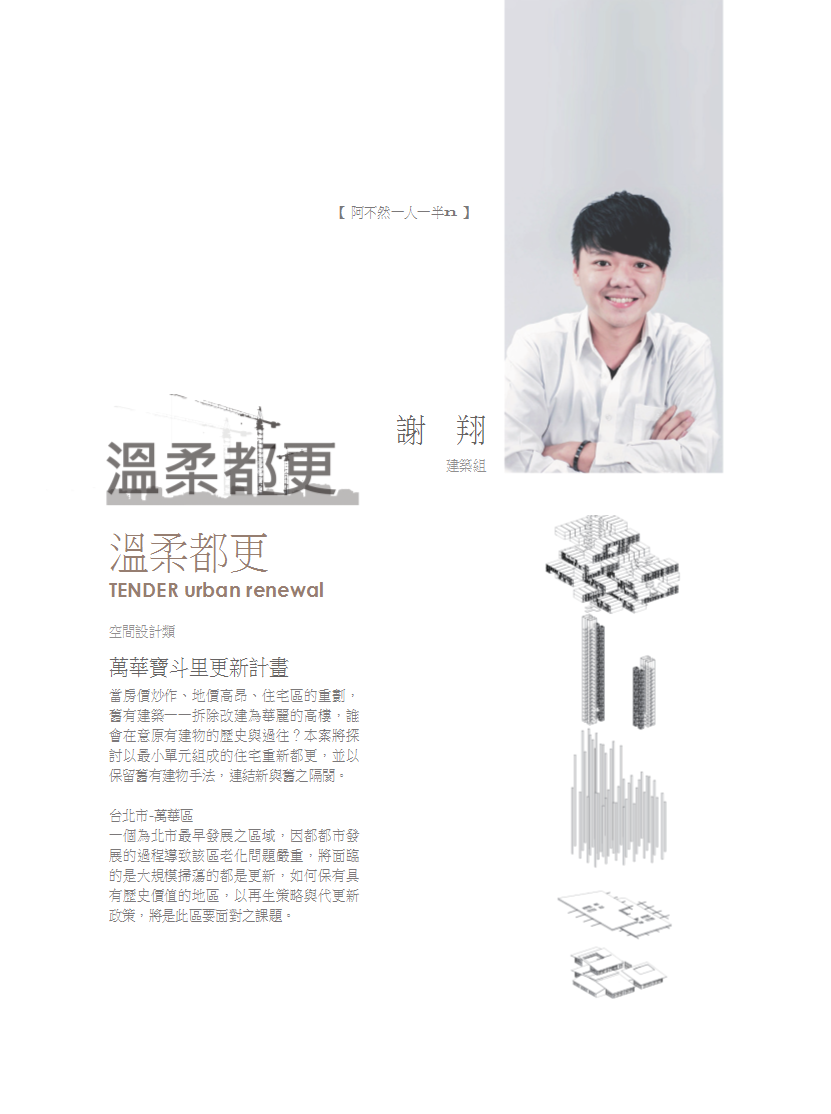 【 阿不然一人一半n 】
謝 翔
建築組
溫柔都更
溫柔都更
TENDER urban renewal
空間設計類
萬華寶斗里更新計畫
當房價炒作、地價高昂、住宅區的重劃，
舊有建築一一拆除改建為華麗的高樓，誰
會在意原有建物的歷史與過往？本案將探
討以最小單元組成的住宅重新都更，並以
保留舊有建物手法，連結新與舊之隔閡。
台北市-萬華區
一個為北市最早發展之區域，因都都市發
展的過程導致該區老化問題嚴重，將面臨
的是大規模掃蕩的都是更新，如何保有具
有歷史價值的地區，以再生策略與代更新
政策，將是此區要面對之課題。